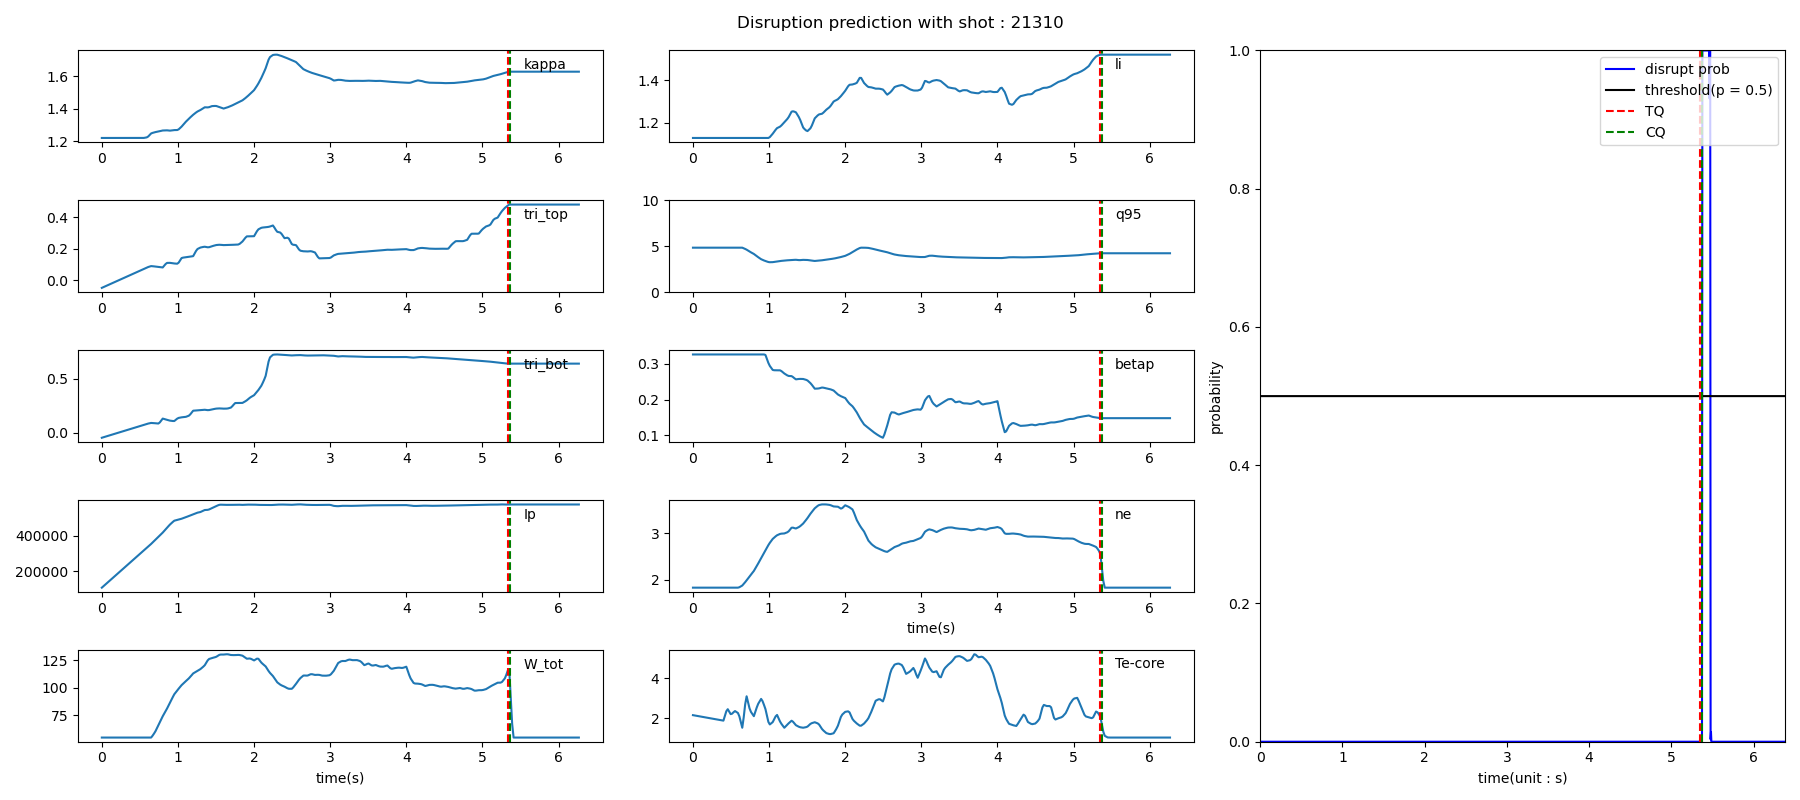 Disruption prediction with shot : 21310
kappa
1.6
1.4
1.2
0 1 2 3 4 5 6
li
1.4
1.2
0 1 2 3 4 5 6
tri_top
0.4
0.2
0.0
0 1 2 3 4 5 6
q95
10
5
0
0 1 2 3 4 5 6
tri_bot
0.5
0.0
0 1 2 3 4 5 6
betap
0.3
0.2
0.1
0 1 2 3 4 5 6
Ip
400000
200000
0 1 2 3 4 5 6
ne
3
2
0 1 2 3 4 5 6
time(s)
W_tot
125
100
75
0 1 2 3 4 5 6
time(s)
Te-core
4
2
0 1 2 3 4 5 6
time(s)
disrupt prob
threshold(p = 0.5)
TQ
CQ
1.0
0.8
0.6
0.4
0.2
0.0
probability
0 1 2 3 4 5 6
time(unit : s)